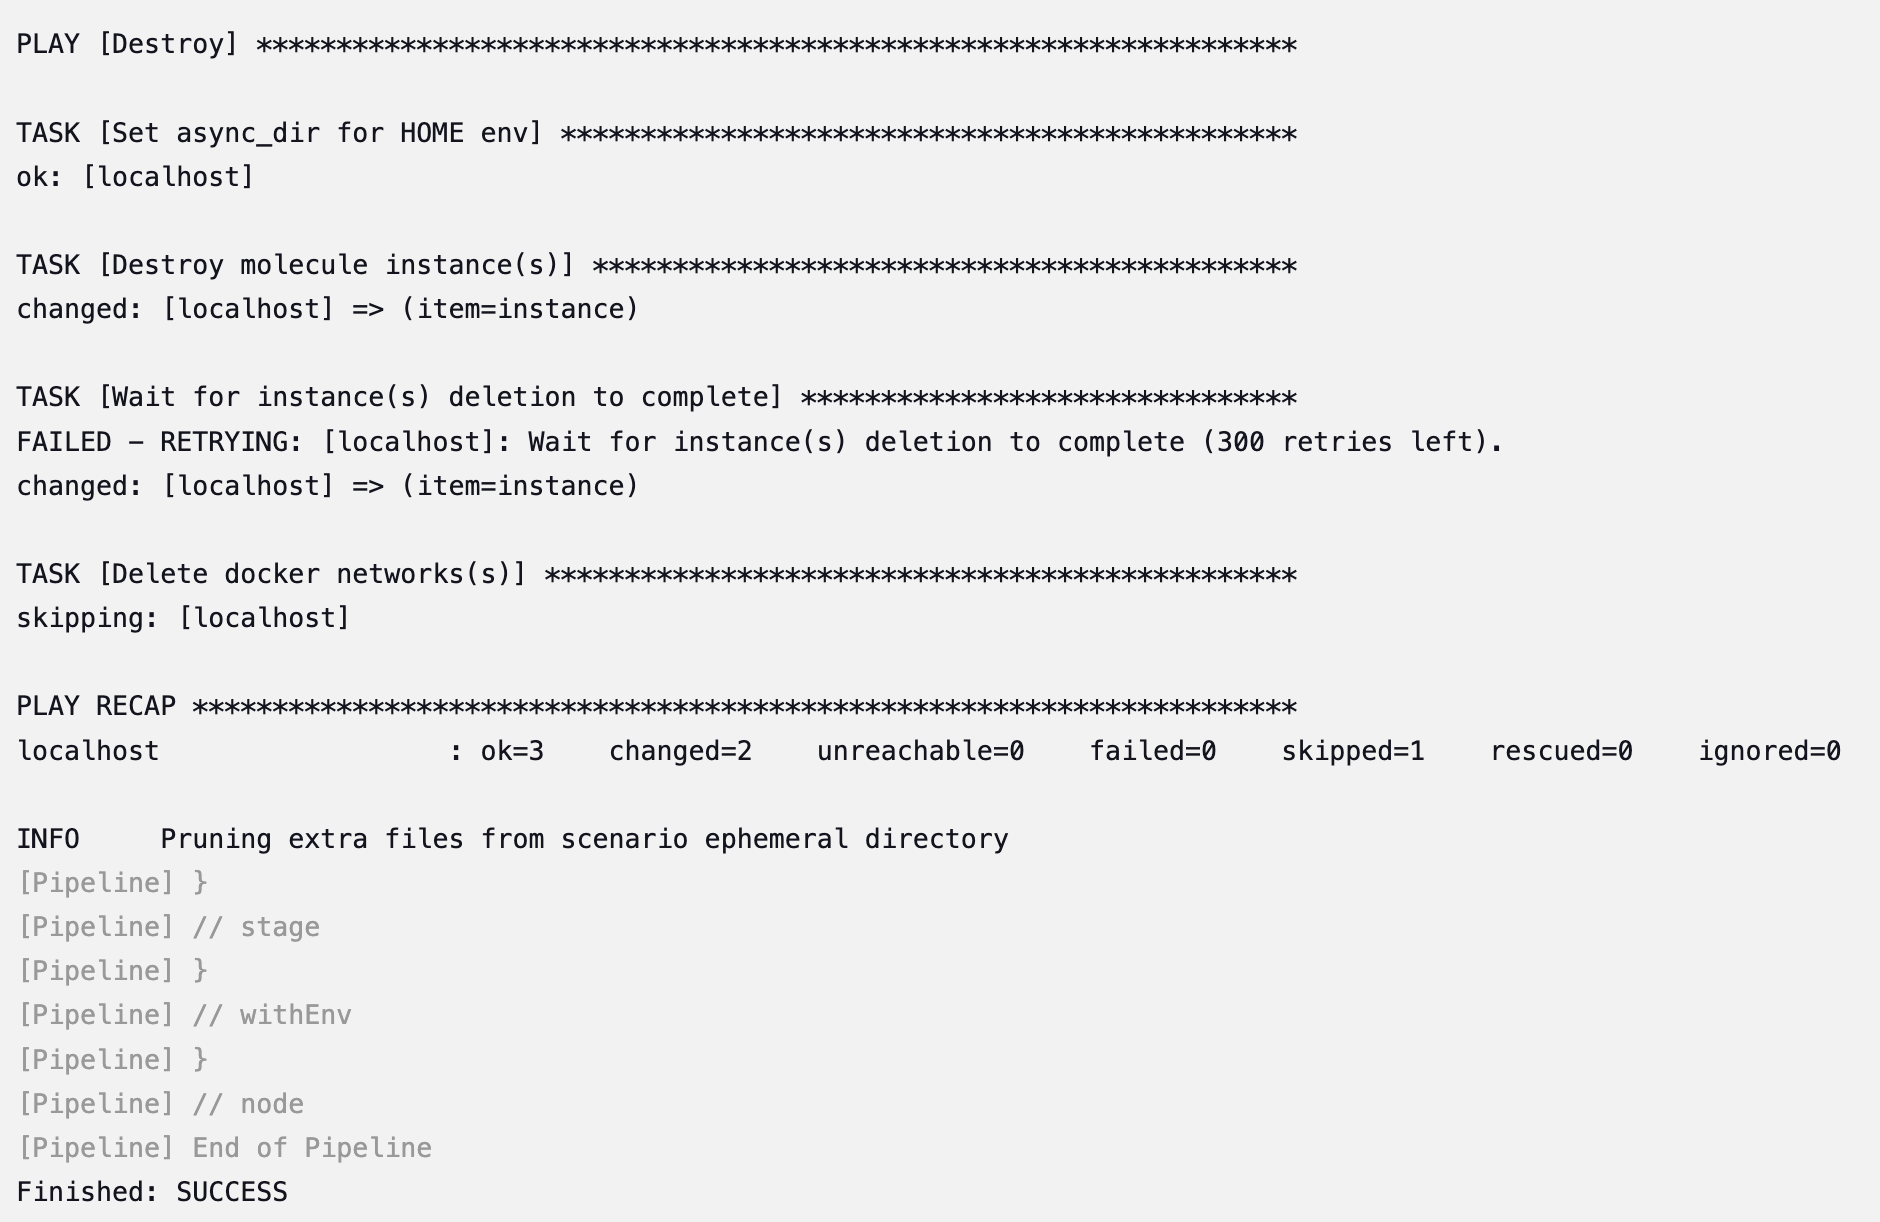 PLAY [Destroy] *****************************************************************
TASK [Set async_dir for HOME env] **********************************************
ok: [localhost]
TASK [Destroy molecule instance(s)] ********************************************
changed: [localhost] => (item=instance)
TASK [Wait for instance(s) deletion to complete] *******************************
FAILED - RETRYING: [localhost]: Wait for instance(s) deletion to complete (300 retries left).
changed: [localhost] => (item=instance)
TASK [Delete docker networks(s)] ***********************************************
skipping: [localhost]
PLAY RECAP *********************************************************************
localhost                  : ok=3    changed=2    unreachable=0    failed=0    skipped=1    rescued=0    ignored=0
INFO     Pruning extra files from scenario ephemeral directory
[Pipeline] }
[Pipeline] // stage
[Pipeline] }
[Pipeline] // withEnv
[Pipeline] }
[Pipeline] // node
[Pipeline] End of Pipeline
Finished: SUCCESS